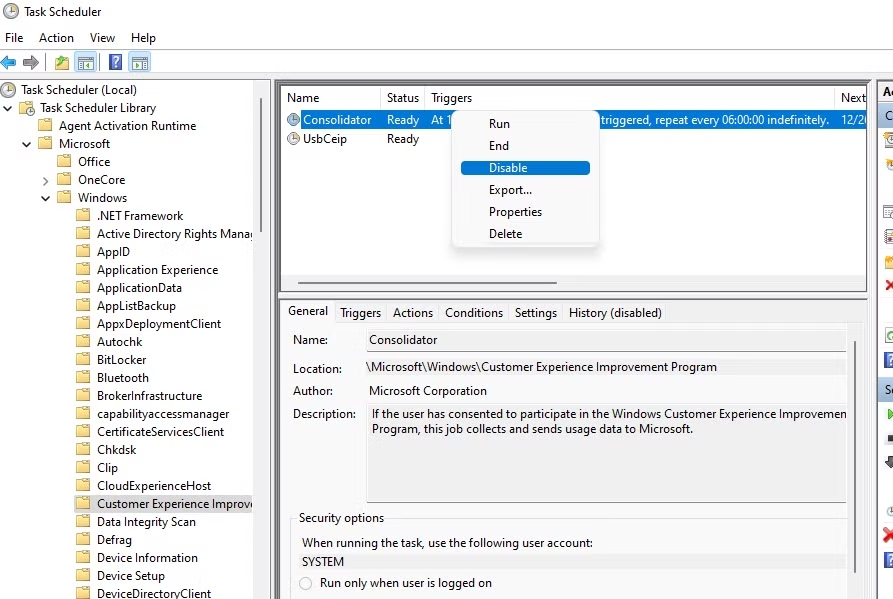 Task Scheduler
File Action View Help
Task Scheduler (Local)
Task Scheduler Library
Agent Activation Runtime
Microsoft
Office
OneCore
Windows
.NET Framework
Active Directory Rights Mana
AppID
Application Experience
ApplicationData
AppListBackup
AppxDeploymentClient
Autochk
BitLocker
Bluetooth
BrokerInfrastructure
capabilityaccessmanager
CertificateServicesClient
Chkdsk
Clip
CloudExperienceHost
Customer Experience Improve
Data Integrity Scan
Defrag
Device Information
Device Setup
DeviceDirectoryClient
Name Status Triggers Next
Consolidator Ready At 1 triggered, repeat every 06:00:00 indefinitely. 12/2
UsbCeip Ready
Run
End
Disable
Export...
Properties
Delete
General Triggers Actions Conditions Settings History (disabled)
Name: Consolidator
Location: \Microsoft\Windows\Customer Experience Improvement Program
Author: Microsoft Corporation
Description: If the user has consented to participate in the Windows Customer Experience Improvemen
Program, this job collects and sends usage data to Microsoft.
Security options
When running the task, use the following user account:
SYSTEM
Run only when user is logged on